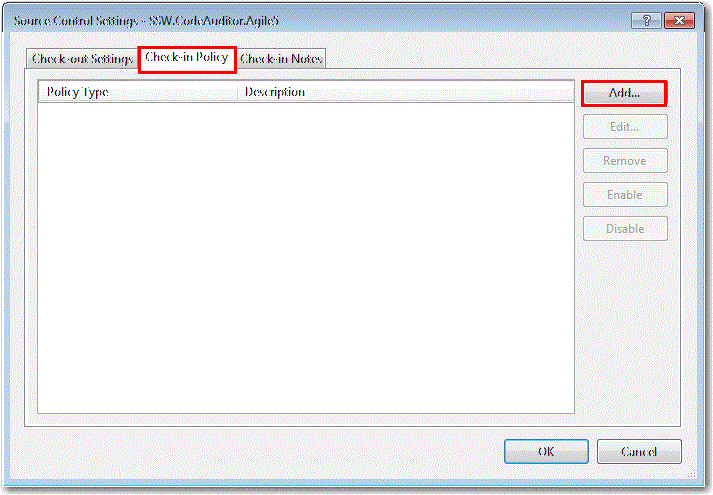 Source Control Settings - SSW.CodeAuditor.Agile5
?
Check-out Settings Check-in Policy Check-in Notes
Policy Type Description
Add...
Edit...
Remove
Enable
Disable
OK Cancel